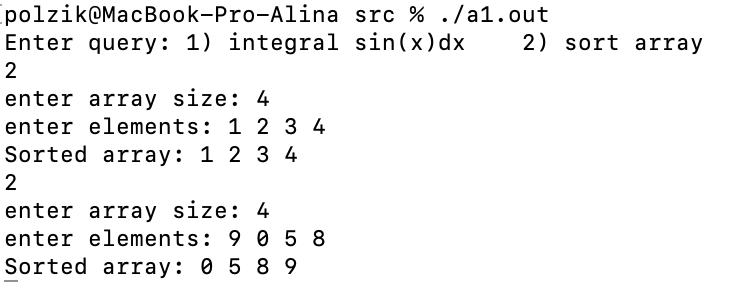 polzik@MacBook-Pro-Alina src % ./a1.out
Enter query: 1) integral sin(x)dx    2) sort array
2
enter array size: 4
enter elements: 1 2 3 4
Sorted array: 1 2 3 4
2
enter array size: 4
enter elements: 9 0 5 8
Sorted array: 0 5 8 9